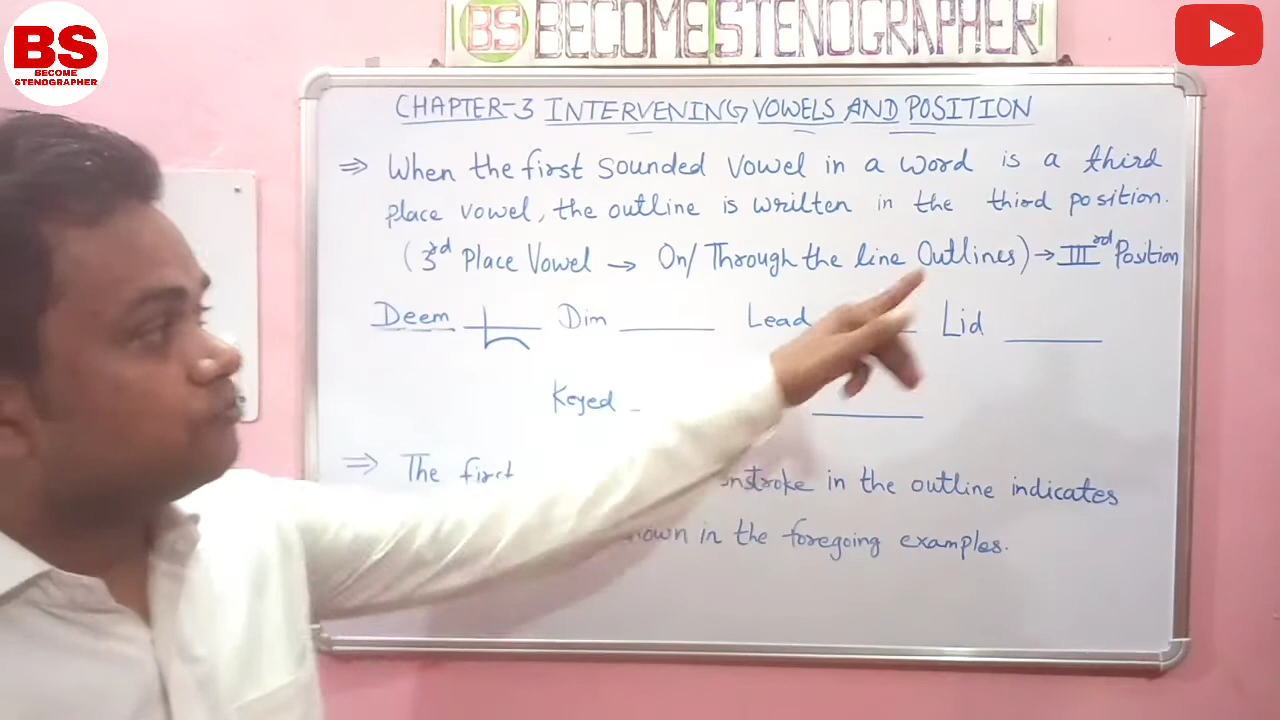 BS
BECOME
STENOGRAPHER
BS BECOME STENOGRAPHER
CHAPTER-3 INTERVENING VOWELS AND POSITION
⇒ When the first sounded vowel in a word is a third
place vowel, the outline is written in the third position.
(3rd Place Vowel → On/ Through the line Outlines) → IIIrd Position
Deem Dim Lead Lid
Keyed
⇒ The first nstroke in the outline indicates
in the foregoing examples.